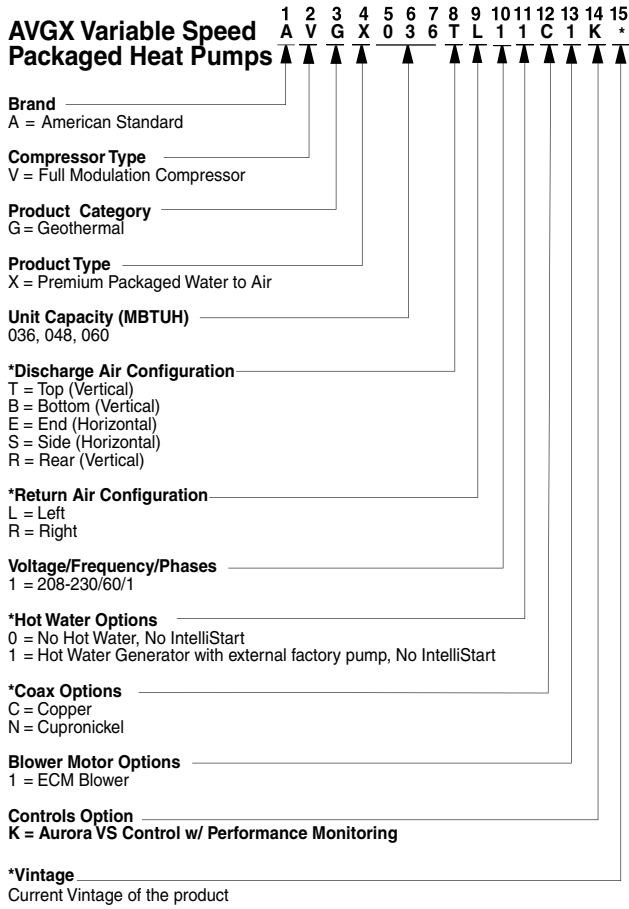 1 2 3 4 5 6 7 8 9 10 11 12 13 14 15
AVGX Variable Speed A V G X 0 3 6 T L 1 1 C 1 K *
Packaged Heat Pumps
Brand
A = American Standard
Compressor Type
V = Full Modulation Compressor
Product Category
G = Geothermal
Product Type
X = Premium Packaged Water to Air
Unit Capacity (MBTUH)
036, 048, 060
*Discharge Air Configuration
T = Top (Vertical)
B = Bottom (Vertical)
E = End (Horizontal)
S = Side (Horizontal)
R = Rear (Vertical)
*Return Air Configuration
L = Left
R = Right
Voltage/Frequency/Phases
1 = 208-230/60/1
*Hot Water Options
0 = No Hot Water, No IntelliStart
1 = Hot Water Generator with external factory pump, No IntelliStart
*Coax Options
C = Copper
N = Cupronickel
Blower Motor Options
1 = ECM Blower
Controls Option
K = Aurora VS Control w/ Performance Monitoring
*Vintage
Current Vintage of the product